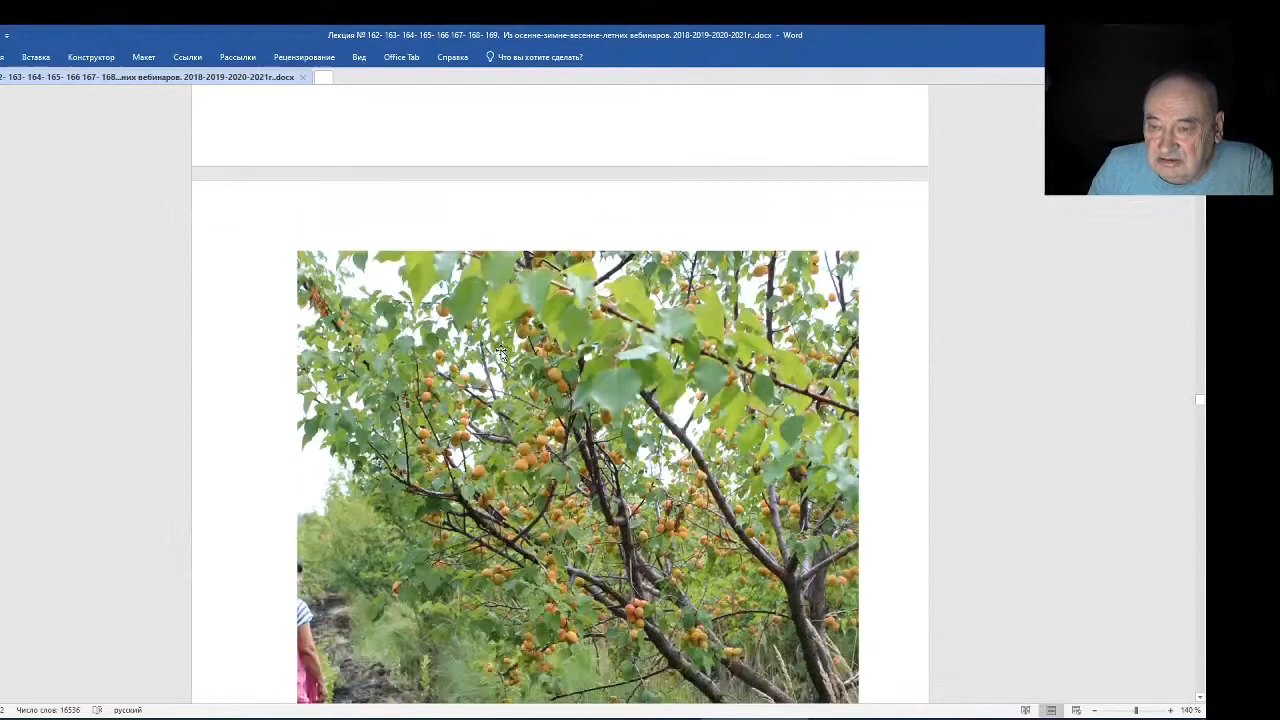 Лекция № 162- 163- 164- 165- 166 167- 168- 169. Из осенне-зимне-весенне-летних вебинаров. 2018-2019-2020-2021г..docx - Word
Вставка Конструктор Макет Ссылки Рассылки Рецензирование Вид Office Tab Справка Что вы хотите сделать?
2- 163- 164- 165- 166 167- 168...них вебинаров. 2018-2019-2020-2021г..docx
2 Число слов: 16536 русский 140 %